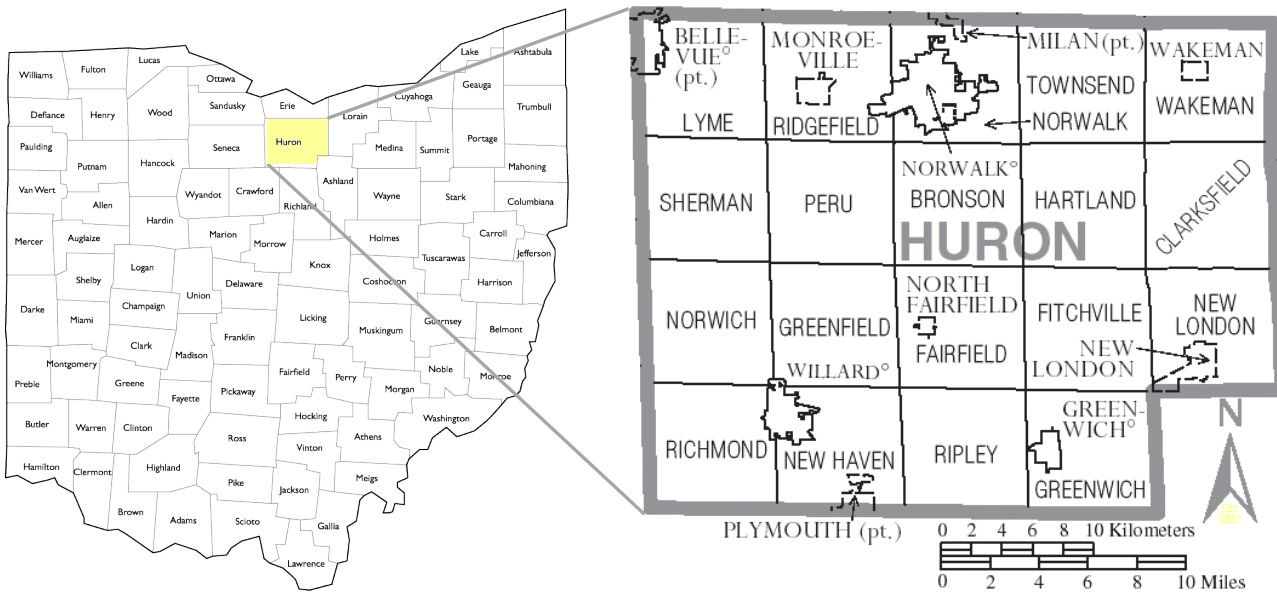 Williams
Fulton
Lucas
Ottawa
Lake
Ashtabula
Geauga
Cuyahoga
Defiance
Henry
Wood
Sandusky
Erie
Lorain
Trumbull
Paulding
Putnam
Hancock
Seneca
Huron
Medina
Summit
Portage
Mahoning
Van Wert
Allen
Wyandot
Crawford
Richland
Ashland
Wayne
Stark
Columbiana
Mercer
Auglaize
Hardin
Marion
Morrow
Holmes
Carroll
Jefferson
Tuscarawas
Shelby
Logan
Knox
Coshocton
Harrison
Darke
Champaign
Union
Delaware
Miami
Clark
Licking
Muskingum
Guernsey
Belmont
Franklin
Madison
Preble
Montgomery
Greene
Fayette
Pickaway
Fairfield
Perry
Morgan
Noble
Monroe
Butler
Warren
Clinton
Ross
Hocking
Athens
Washington
Hamilton
Clermont
Highland
Vinton
Meigs
Brown
Adams
Pike
Scioto
Jackson
Gallia
Lawrence
BELLE-
VUE°
(pt.)
MONROE-
VILLE
MILAN (pt.)
WAKEMAN
TOWNSEND
WAKEMAN
LYME
RIDGEFIELD
NORWALK
NORWALK°
SHERMAN
PERU
BRONSON
HARTLAND
CLARKSFIELD
HURON
NORTH
FAIRFIELD
NORWICH
GREENFIELD
FAIRFIELD
FITCHVILLE
NEW
LONDON
NEW
LONDON
WILLARD°
GREEN-
WICH°
RICHMOND
NEW HAVEN
RIPLEY
GREENWICH
PLYMOUTH (pt.)
N
0 2 4 6 8 10 Kilometers
0 2 4 6 8 10 Miles